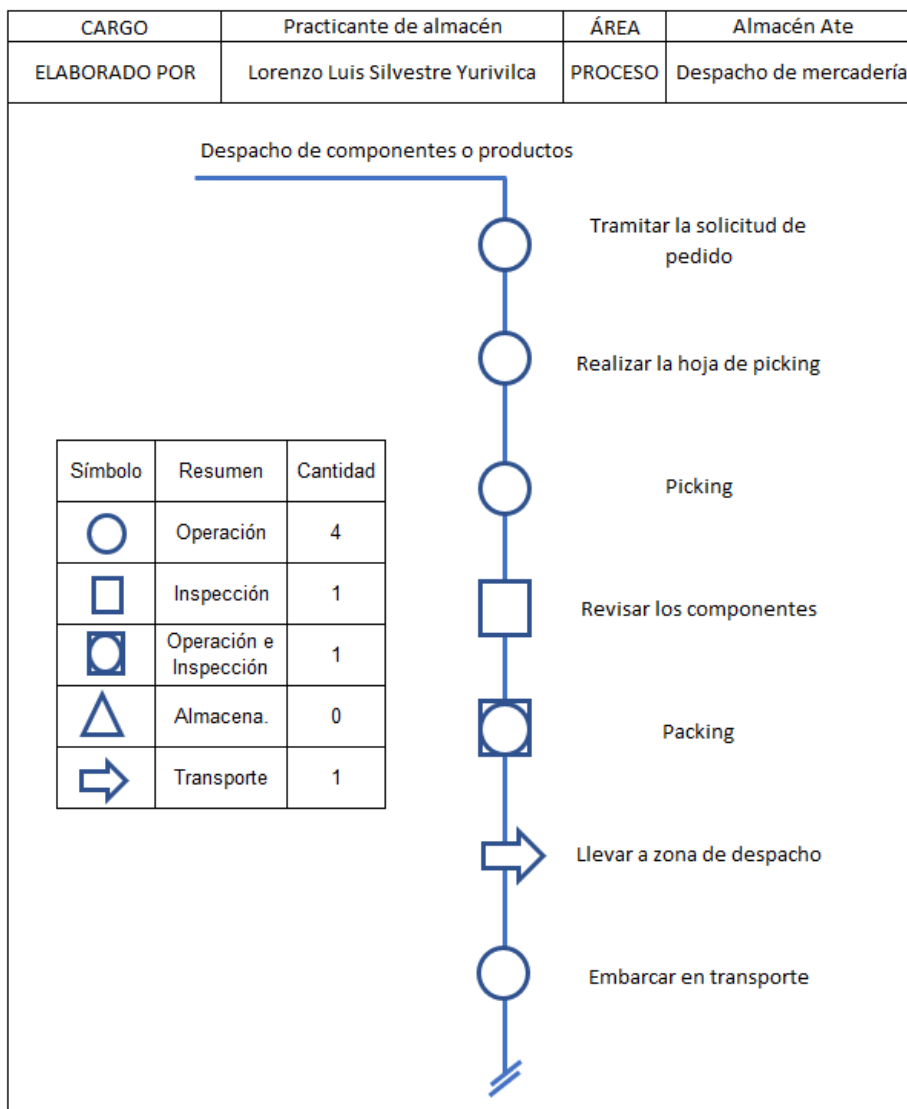 CARGO Practicante de almacén ÁREA Almacén Ate
ELABORADO POR Lorenzo Luis Silvestre Yurivilca PROCESO Despacho de mercadería
Despacho de componentes o productos
Tramitar la solicitud de
pedido
Realizar la hoja de picking
Picking
Revisar los componentes
Packing
Llevar a zona de despacho
Embarcar en transporte
Símbolo Resumen Cantidad
Operación 4
Inspección 1
Operación e
Inspección 1
Almacena. 0
Transporte 1